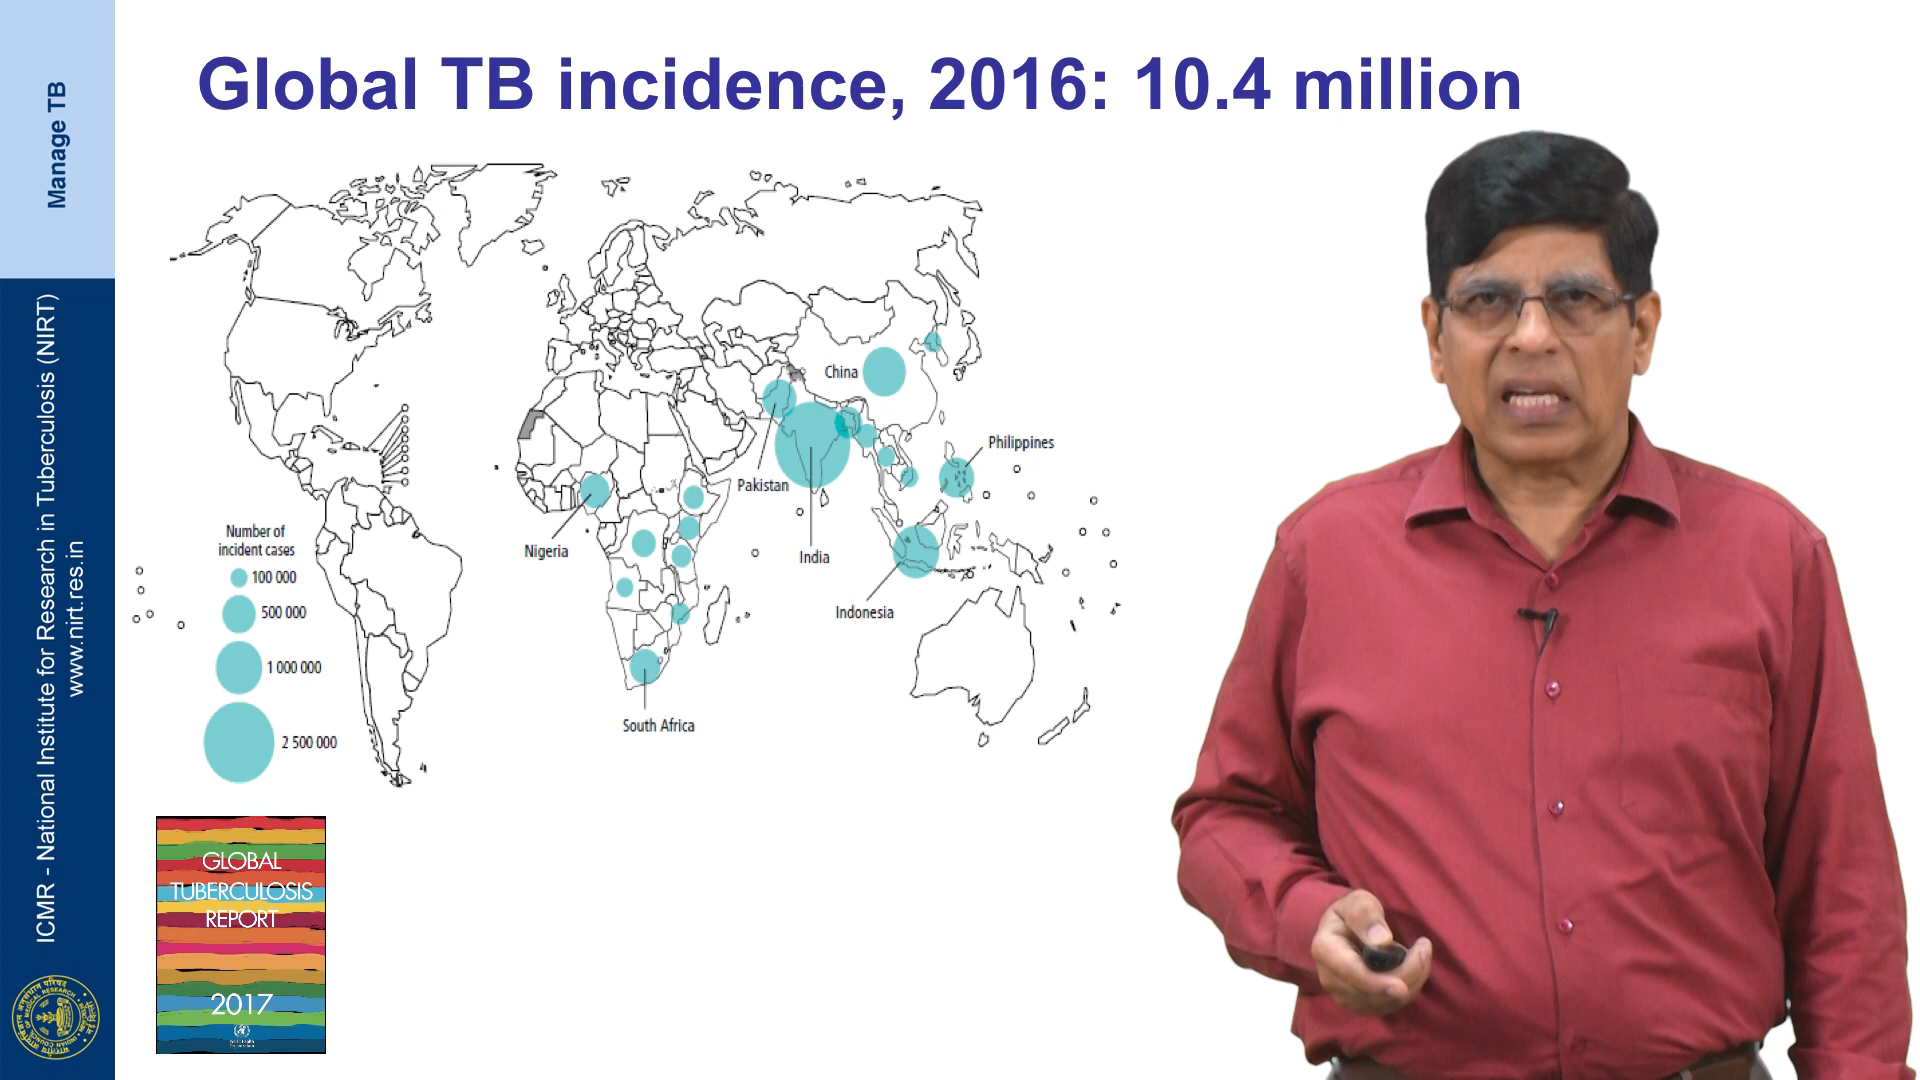 Global TB incidence, 2016: 10.4 million
Manage TB
ICMR - National Institute for Research in Tuberculosis (NIRT)
www.nirt.res.in
China
Philippines
Pakistan
Nigeria
India
Indonesia
South Africa
Number of
incident cases
100 000
500 000
1 000 000
2 500 000
GLOBAL
TUBERCULOSIS
REPORT
2017